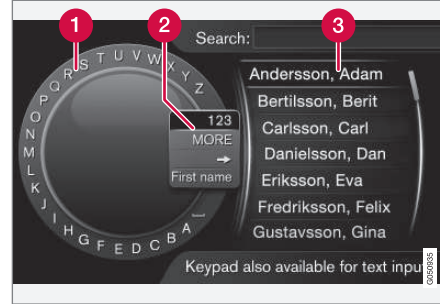 1
2
3
Search:
A B C D E F G H I J K L M N O P Q R S T U V W X Y Z
123
MORE
➞
First name
Andersson, Adam
Bertilsson, Berit
Carlsson, Carl
Danielsson, Dan
Eriksson, Eva
Fredriksson, Felix
Gustavsson, Gina
Keypad also available for text inpu
G050935